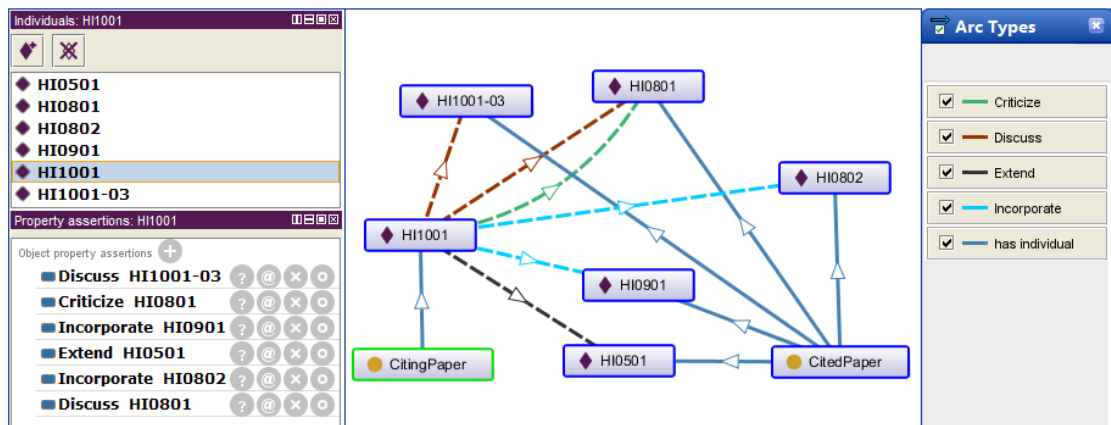 Individuals: HI1001
HI0501
HI0801
HI0802
HI0901
HI1001
HI1001-03
Property assertions: HI1001
Object property assertions
Discuss HI1001-03
Criticize HI0801
Incorporate HI0901
Extend HI0501
Incorporate HI0802
Discuss HI0801
HI1001-03
HI0801
HI0802
HI1001
HI0901
CitingPaper
HI0501
CitedPaper
Arc Types
Criticize
Discuss
Extend
Incorporate
has individual